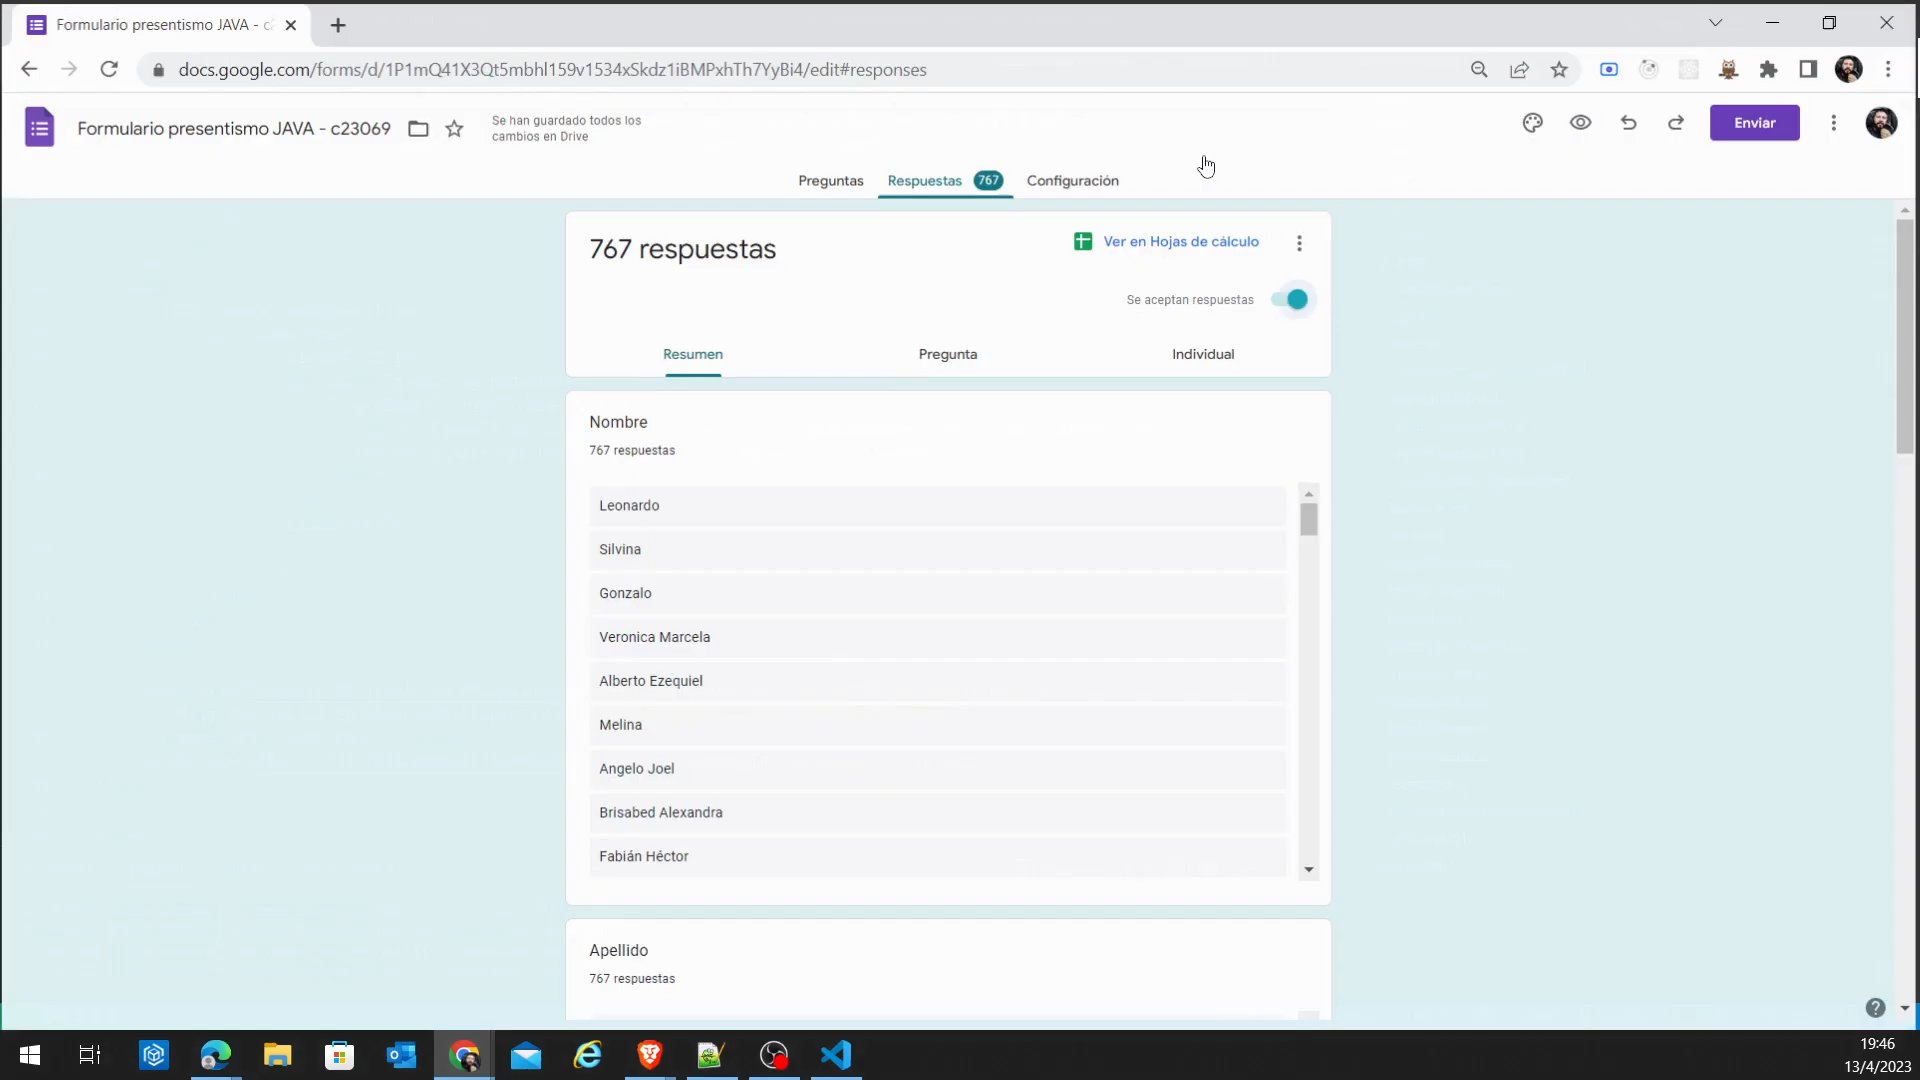 Formulario presentismo JAVA - c2
docs.google.com/forms/d/1P1mQ41X3Qt5mbhl159v1534xSkdz1iBMPxhTh7YyBi4/edit#responses
Formulario presentismo JAVA - c23069
Se han guardado todos los
cambios en Drive
Enviar
Preguntas
Respuestas 767
Configuración
767 respuestas
Ver en Hojas de cálculo
Se aceptan respuestas
Resumen
Pregunta
Individual
Nombre
767 respuestas
Leonardo
Silvina
Gonzalo
Veronica Marcela
Alberto Ezequiel
Melina
Angelo Joel
Brisabed Alexandra
Fabián Héctor
Apellido
767 respuestas
19:46
13/4/2023